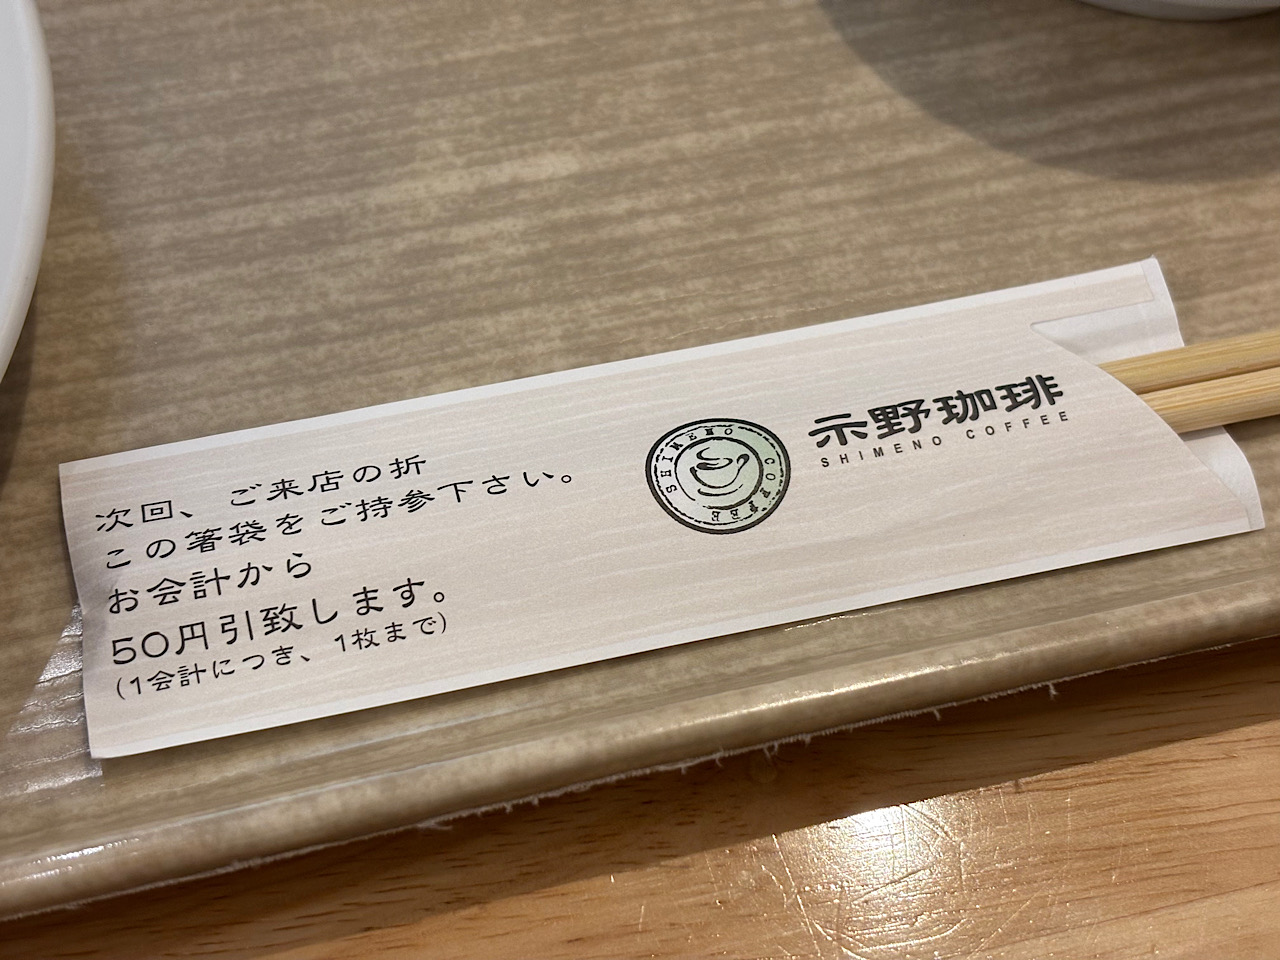 次回、ご来店の折
この箸袋をご持参下さい。
お会計から
50円引致します。
(1会計につき、1枚まで)
SHIMENO COFFEE
示野珈琲
SHIMENO COFFEE